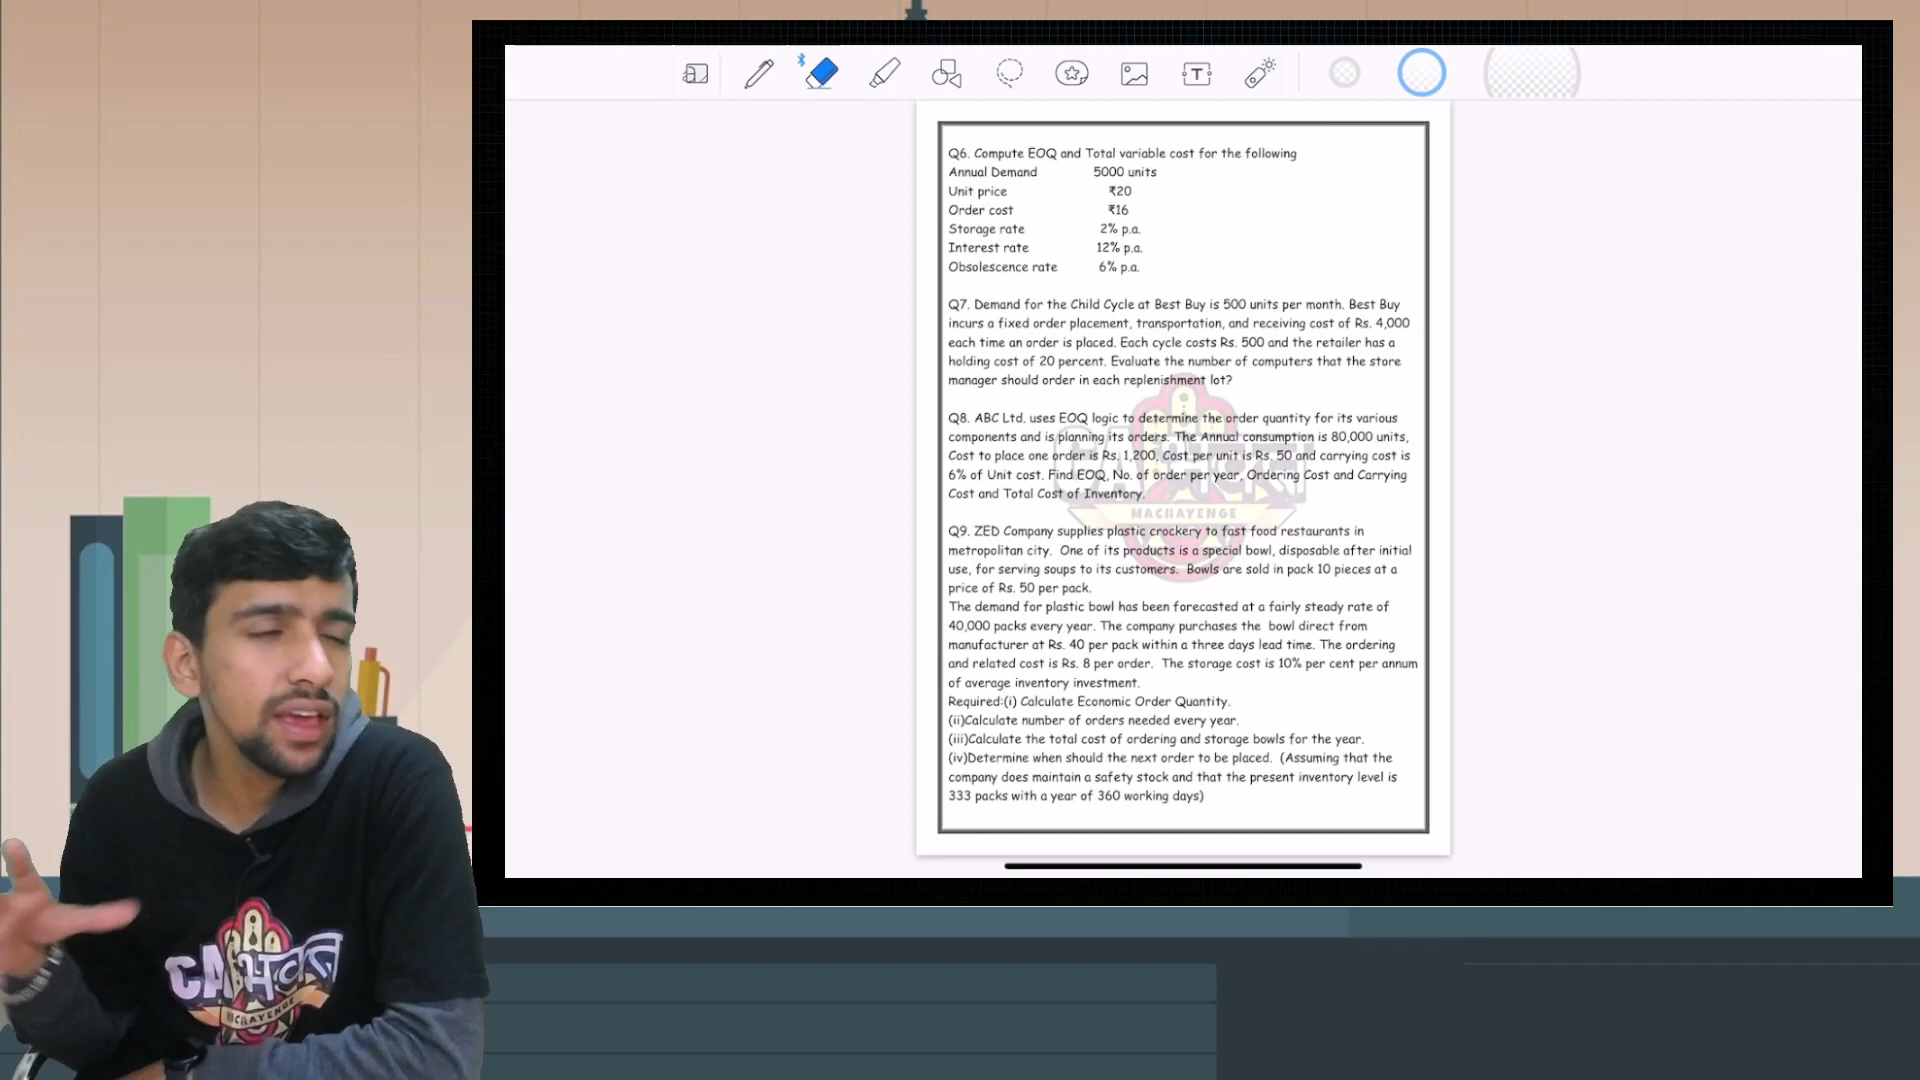 Q6. Compute EOQ and Total variable cost for the following
Annual Demand 5000 units
Unit price ₹20
Order cost ₹16
Storage rate 2% p.a.
Interest rate 12% p.a.
Obsolescence rate 6% p.a.
Q7. Demand for the Child Cycle at Best Buy is 500 units per month. Best Buy
incurs a fixed order placement, transportation, and receiving cost of Rs. 4,000
each time an order is placed. Each cycle costs Rs. 500 and the retailer has a
holding cost of 20 percent. Evaluate the number of computers that the store
manager should order in each replenishment lot?
Q8. ABC Ltd. uses EOQ logic to determine the order quantity for its various
components and is planning its orders. The Annual consumption is 80,000 units,
Cost to place one order is Rs. 1,200, Cost per unit is Rs. 50 and carrying cost is
6% of Unit cost. Find EOQ, No. of order per year, Ordering Cost and Carrying
Cost and Total Cost of Inventory.
MACHAYENGE
Q9. ZED Company supplies plastic crockery to fast food restaurants in
metropolitan city. One of its products is a special bowl, disposable after initial
use, for serving soups to its customers. Bowls are sold in pack 10 pieces at a
price of Rs. 50 per pack.
The demand for plastic bowl has been forecasted at a fairly steady rate of
40,000 packs every year. The company purchases the bowl direct from
manufacturer at Rs. 40 per pack within a three days lead time. The ordering
and related cost is Rs. 8 per order. The storage cost is 10% per cent per annum
of average inventory investment.
Required:(i) Calculate Economic Order Quantity.
(ii)Calculate number of orders needed every year.
(iii)Calculate the total cost of ordering and storage bowls for the year.
(iv)Determine when should the next order to be placed. (Assuming that the
company does maintain a safety stock and that the present inventory level is
333 packs with a year of 360 working days)
CA भगत
MACHAYENGE